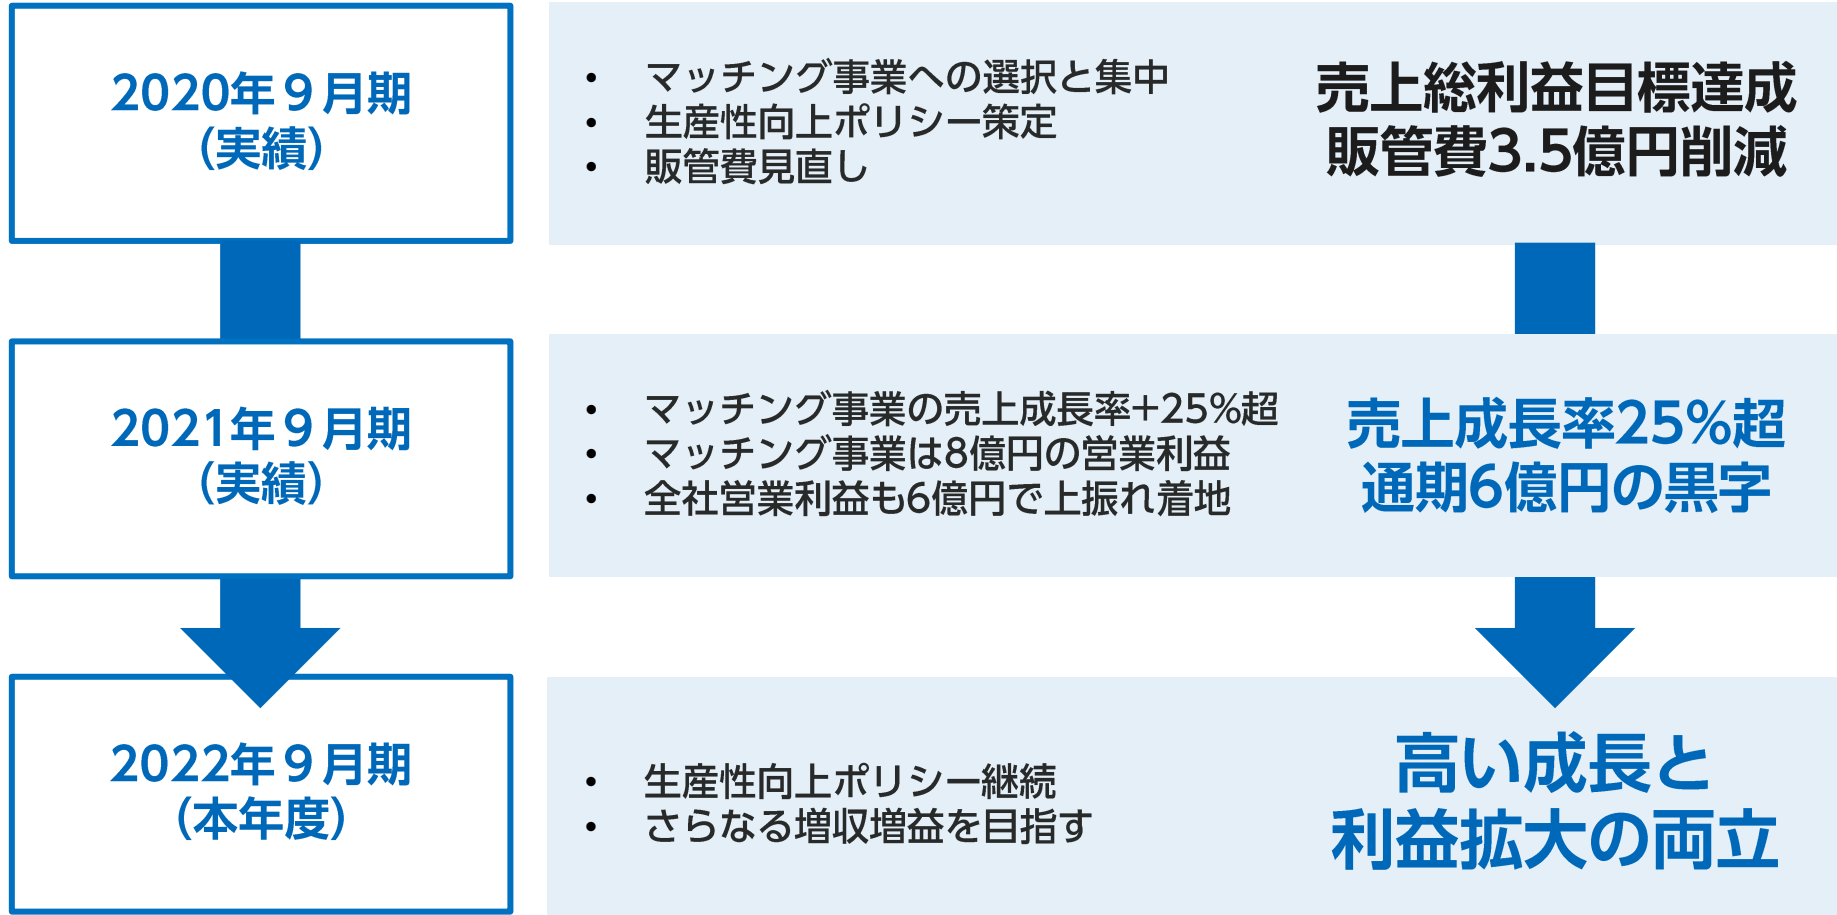 2020年９月期
（実績）
• マッチング事業への選択と集中
• 生産性向上ポリシー策定
• 販管費見直し
売上総利益目標達成
販管費3.5億円削減
2021年９月期
（実績）
• マッチング事業の売上成長率+25%超
• マッチング事業は8億円の営業利益
• 全社営業利益も6億円で上振れ着地
売上成長率25%超
通期6億円の黒字
2022年９月期
（本年度）
• 生産性向上ポリシー継続
• さらなる増収増益を目指す
高い成長と
利益拡大の両立